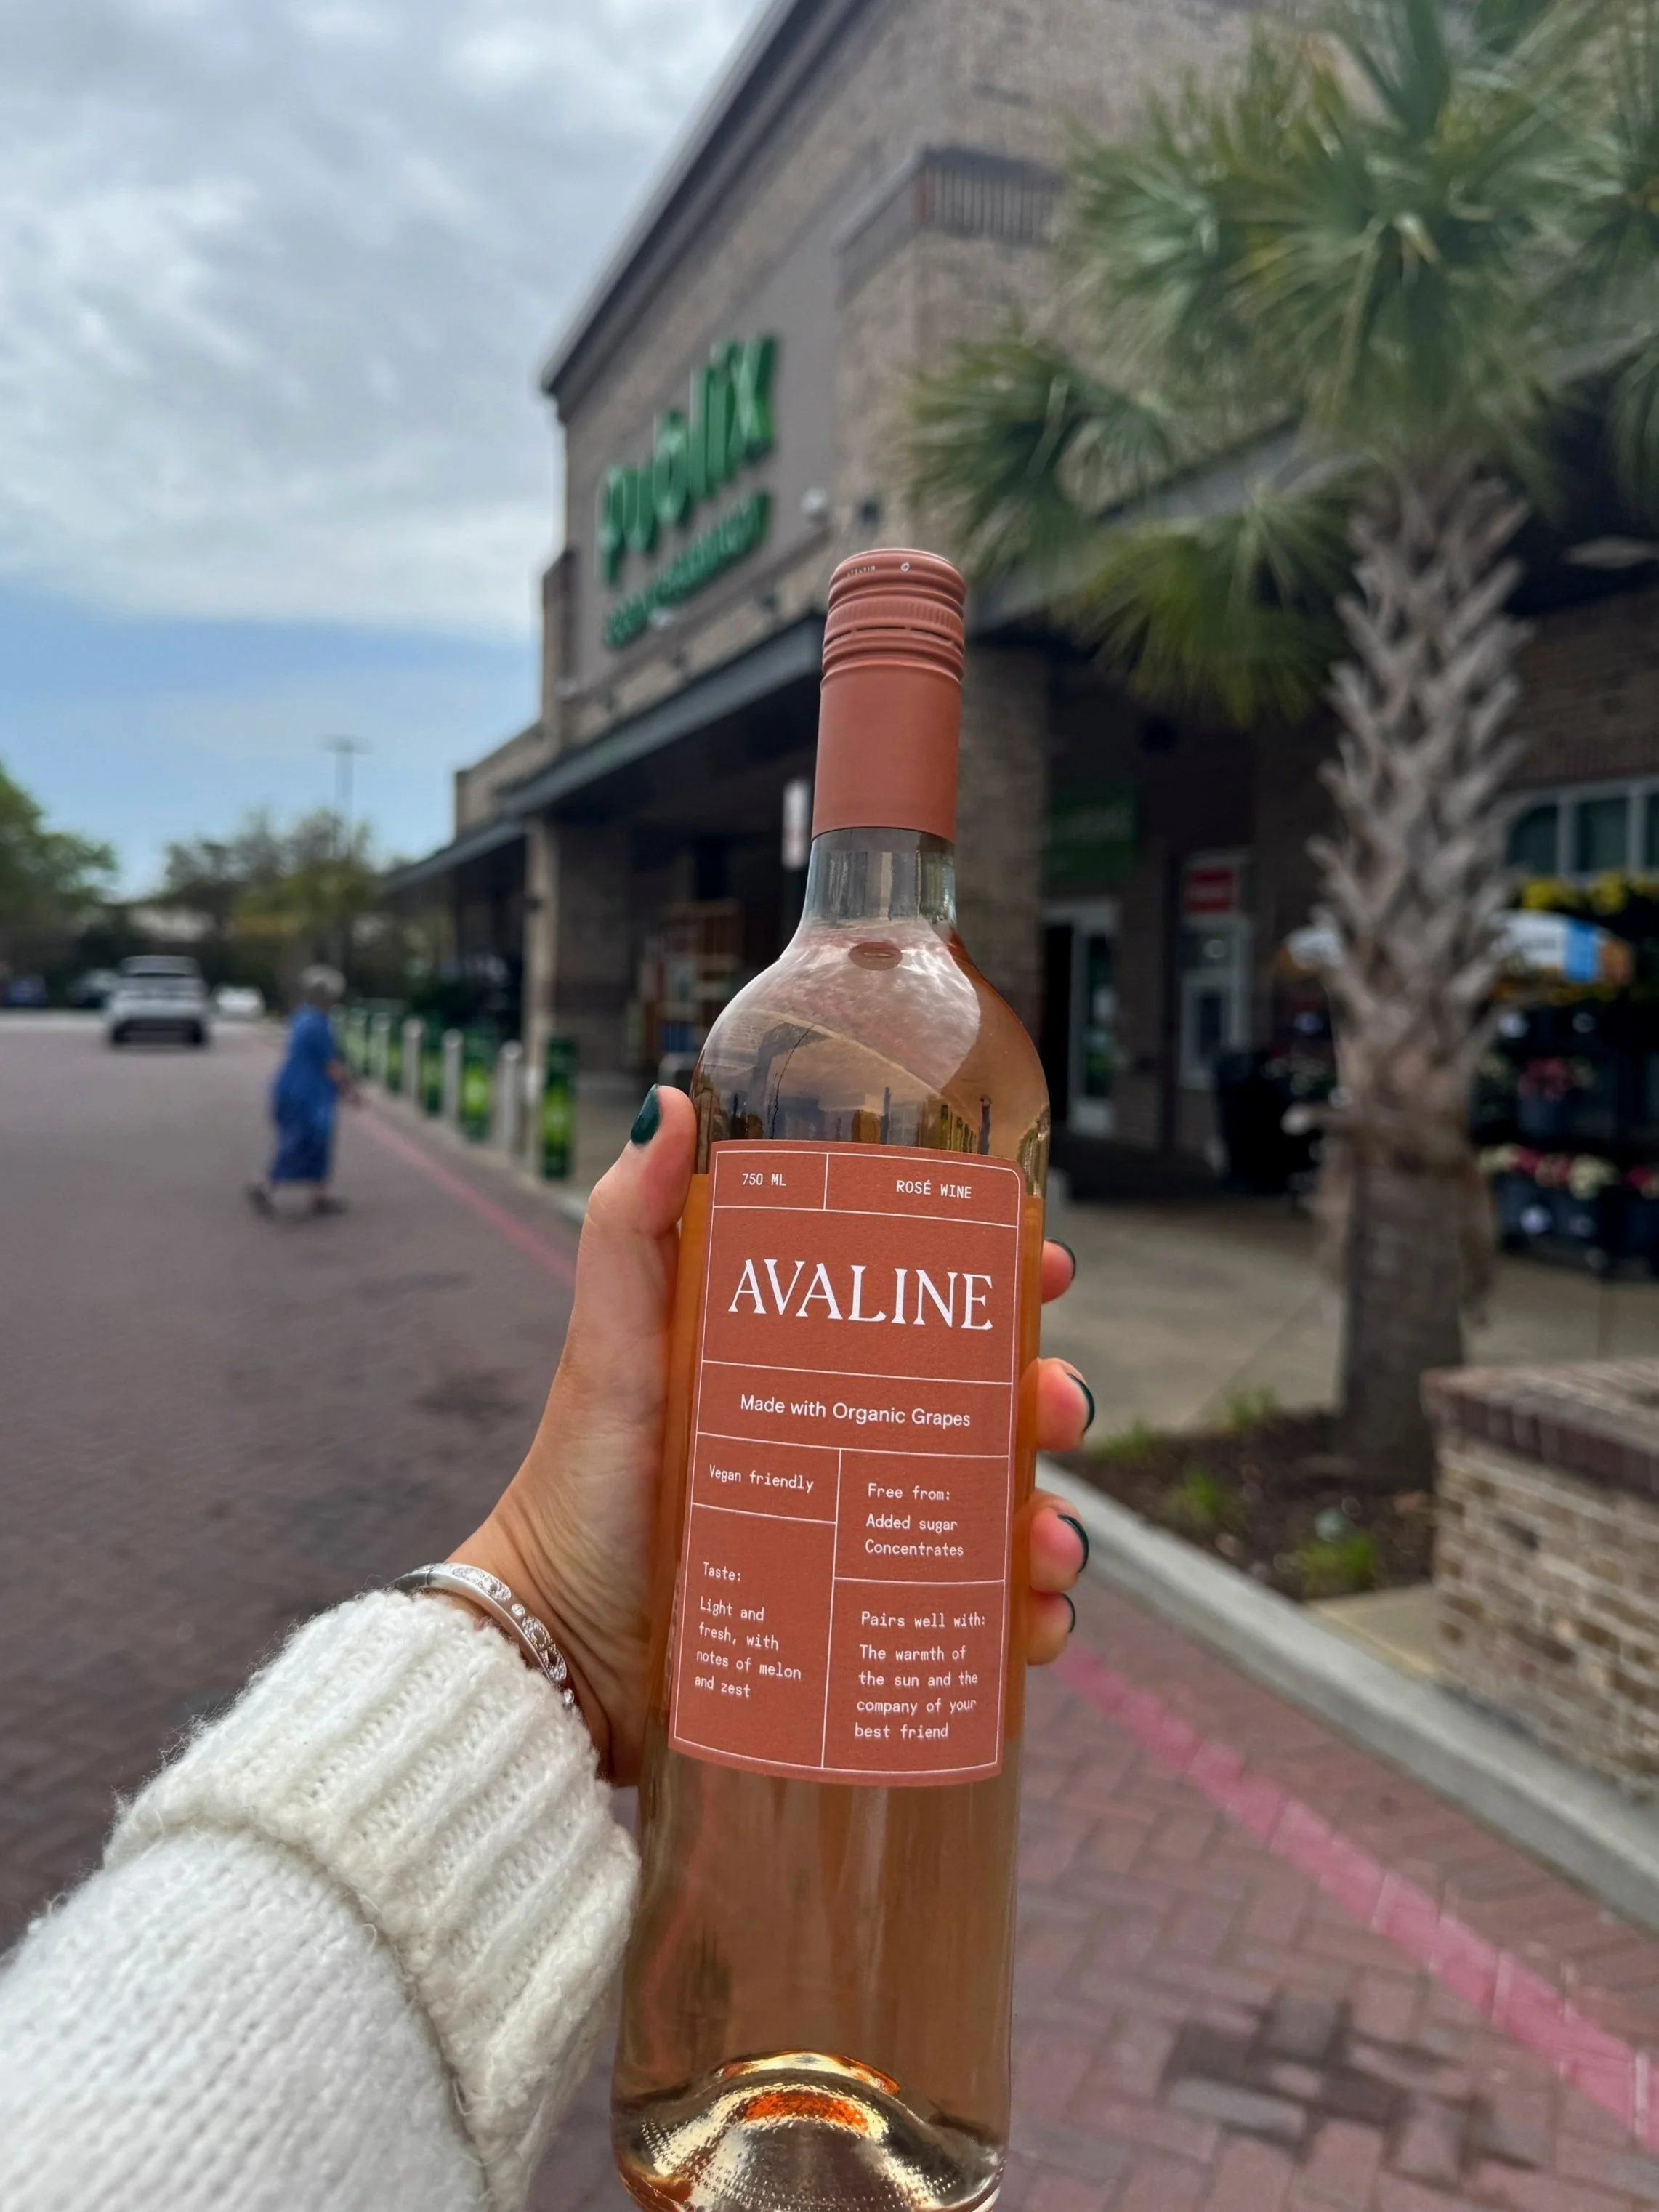 publix
750 ML
ROSÉ WINE
AVALINE
Made with Organic Grapes
Vegan friendly
Free from:
Added sugar
Concentrates
Taste:
Light and
fresh, with
notes of melon
and zest
Pairs well with:
The warmth of
the sun and the
company of your
best friend